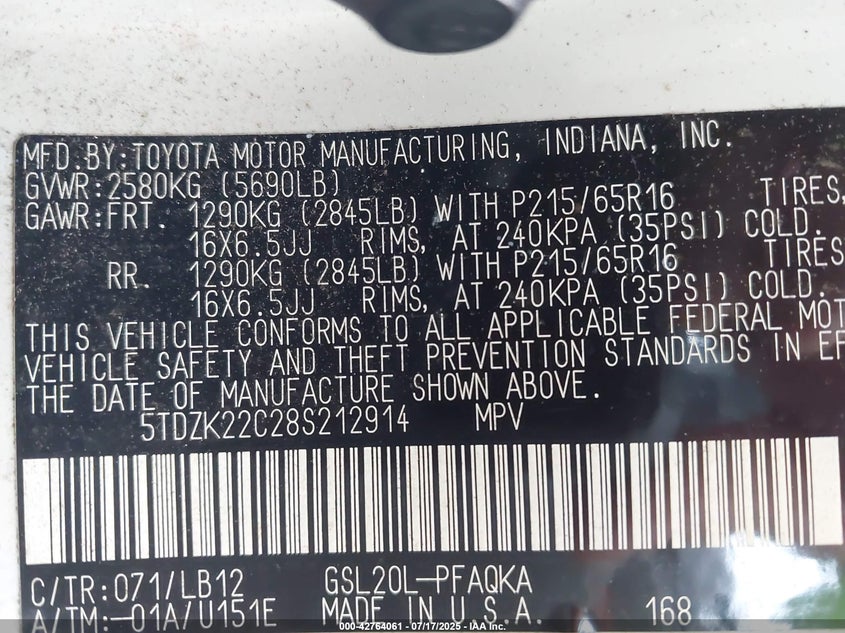 MFD.BY:TOYOTA MOTOR MANUFACTURING, INDIANA, INC.
GVWR:2580KG (5690LB)
GAWR:FRT. 1290KG (2845LB) WITH P215/65R16 TIRES,
16X6.5JJ RIMS, AT 240KPA (35PSI) COLD.
RR. 1290KG (2845LB) WITH P215/65R16 TIRES
16X6.5JJ RIMS, AT 240KPA (35PSI) COLD.
THIS VEHICLE CONFORMS TO ALL APPLICABLE FEDERAL MOT
VEHICLE SAFETY AND THEFT PREVENTION STANDARDS IN EF
THE DATE OF MANUFACTURE SHOWN ABOVE.
5TDZK22C28S212914 MPV
C/TR:071/LB12 GSL20L-PFAQKA
A/TM:-01A/U151E MADE IN U.S.A. 168
000-42764061 - 07/17/2025 - IAA Inc.